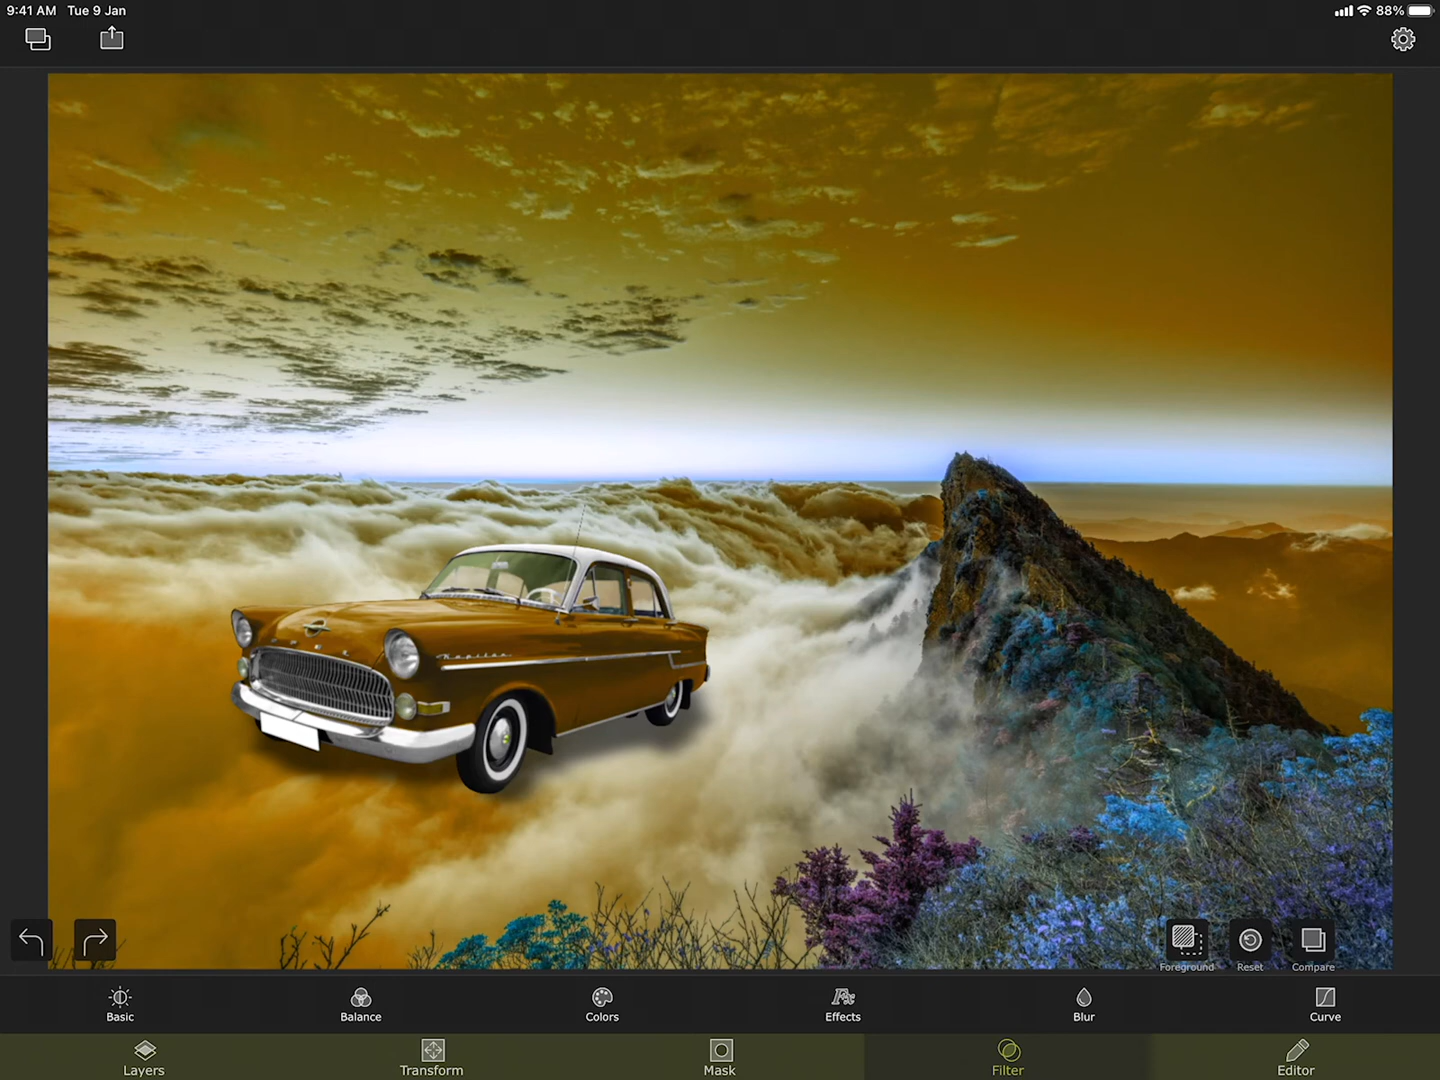 9:41 AM Tue 9 Jan
88%
Kapitän
Foreground
Reset
Compare
Basic
Balance
Colors
Effects
Blur
Curve
Layers
Transform
Mask
Filter
Editor